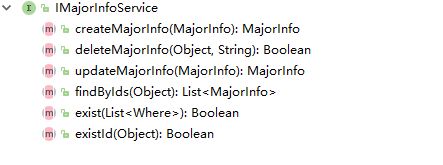 IMajorInfoService
createMajorInfo(MajorInfo): MajorInfo
deleteMajorInfo(Object, String): Boolean
updateMajorInfo(MajorInfo): MajorInfo
findByIds(Object): List<MajorInfo>
exist(List<Where>): Boolean
existId(Object): Boolean